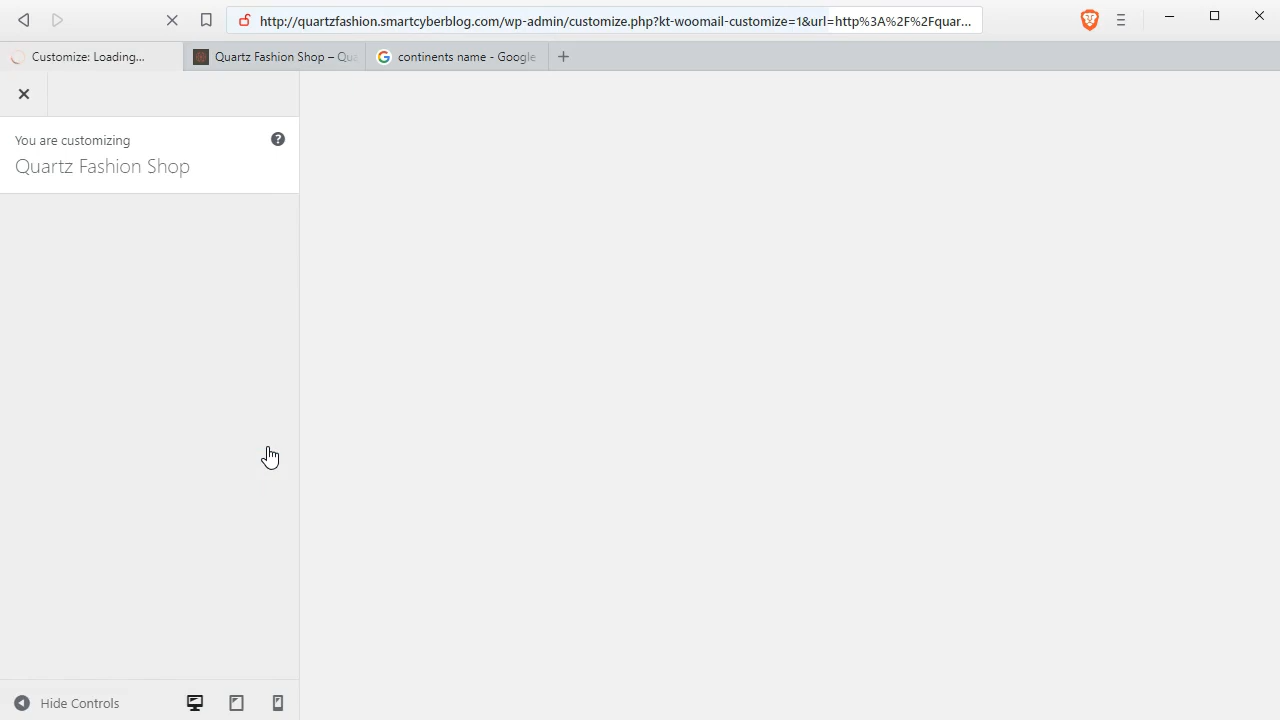 http://quartzfashion.smartcyberblog.com/wp-admin/customize.php?kt-woomail-customize=1&url=http%3A%2F%2Fquar...
Customize: Loading...
Quartz Fashion Shop – Qua
continents name - Google
You are customizing
Quartz Fashion Shop
Hide Controls